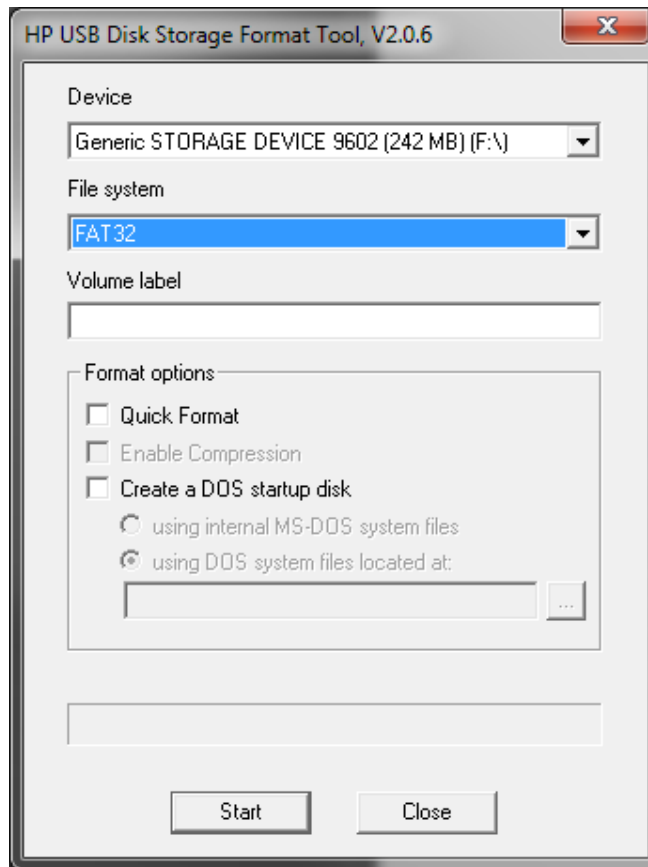 HP USB Disk Storage Format Tool, V2.0.6
Device
Generic STORAGE DEVICE 9602 (242 MB) (F:\)
File system
FAT32
Volume label
Format options
Quick Format
Enable Compression
Create a DOS startup disk
using internal MS-DOS system files
using DOS system files located at:
...
Start Close